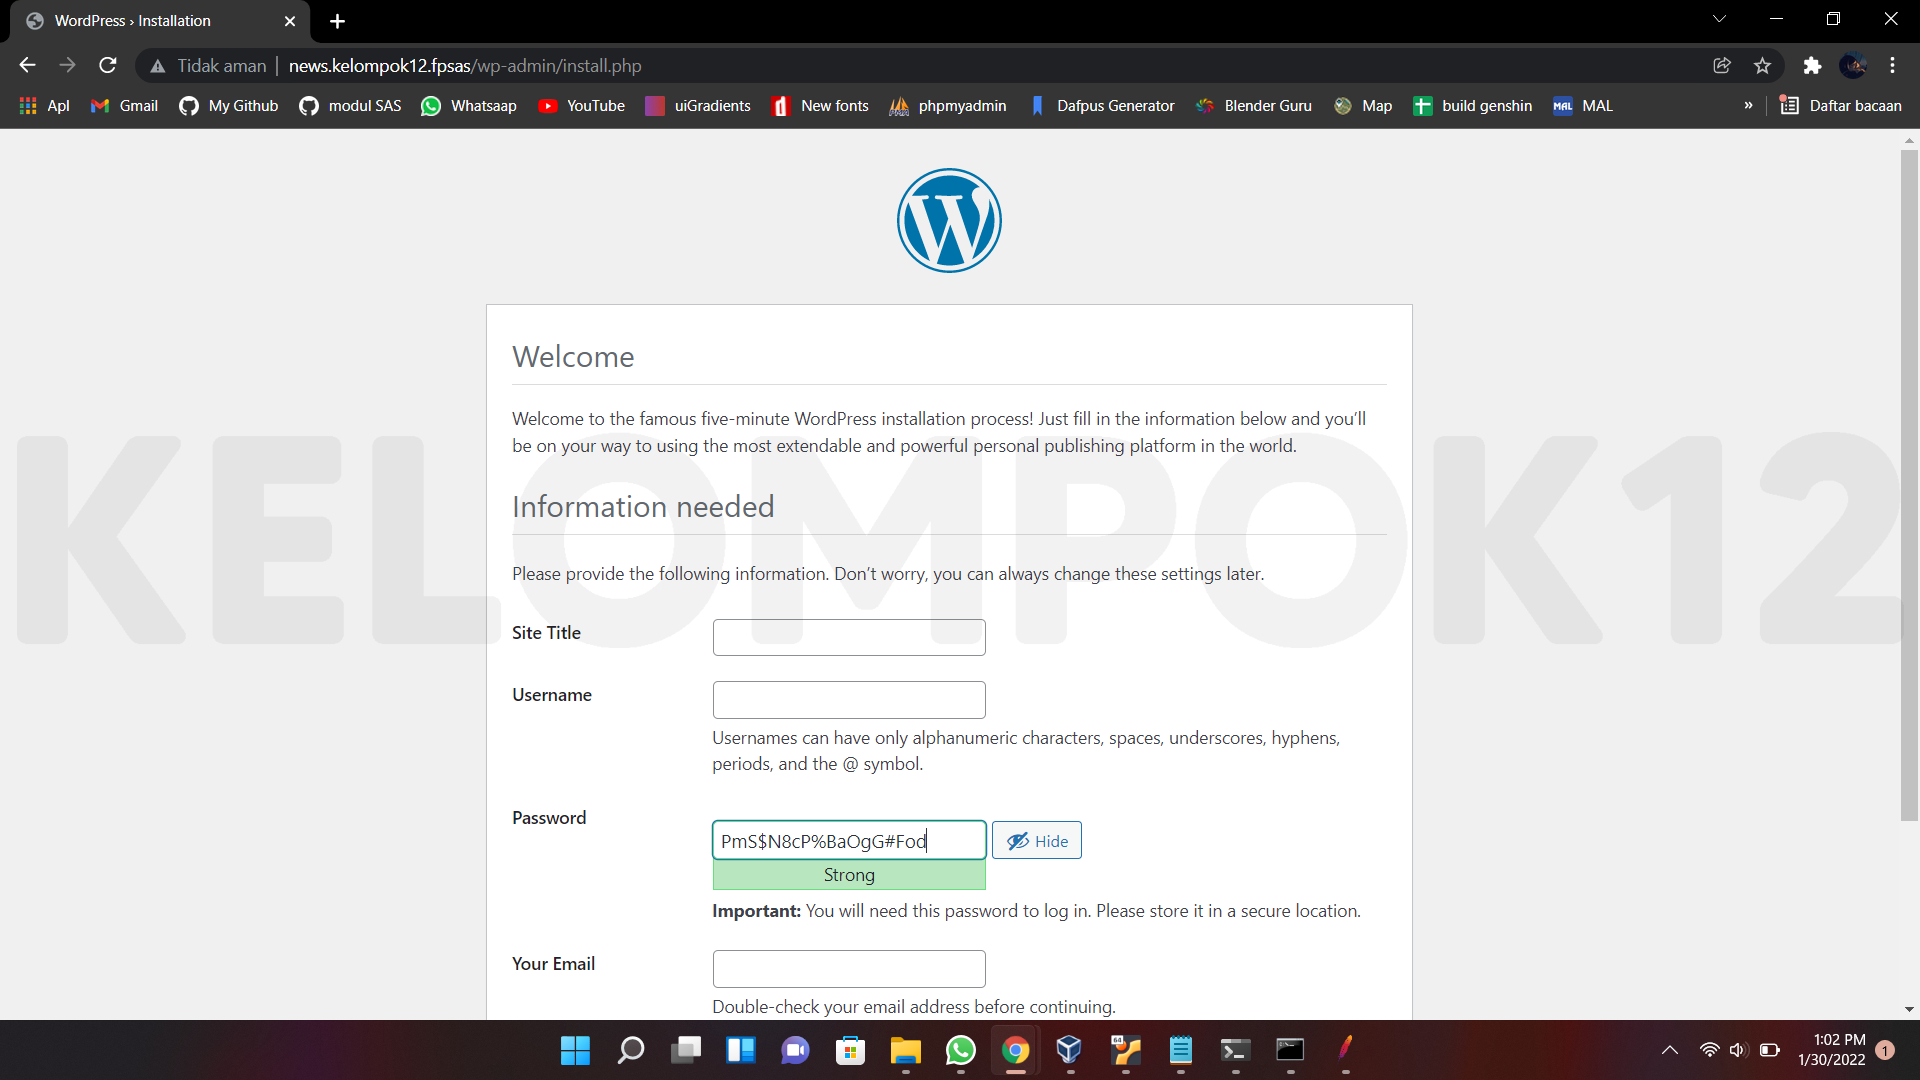 WordPress › Installation
Tidak aman | news.kelompok12.fpsas/wp-admin/install.php
Apl Gmail My Github modul SAS Whatsaap YouTube uiGradients New fonts phpmyadmin Dafpus Generator Blender Guru Map build genshin MAL MAL » Daftar bacaan
W
Welcome
Welcome to the famous five-minute WordPress installation process! Just fill in the information below and you’ll
be on your way to using the most extendable and powerful personal publishing platform in the world.
KELOMPOK12
Information needed
Please provide the following information. Don’t worry, you can always change these settings later.
Site Title
Username
Usernames can have only alphanumeric characters, spaces, underscores, hyphens,
periods, and the @ symbol.
Password
PmS$N8cP%BaOgG#Fod Hide
Strong
Important: You will need this password to log in. Please store it in a secure location.
Your Email
Double-check your email address before continuing.
64
1:02 PM
1/30/2022 1